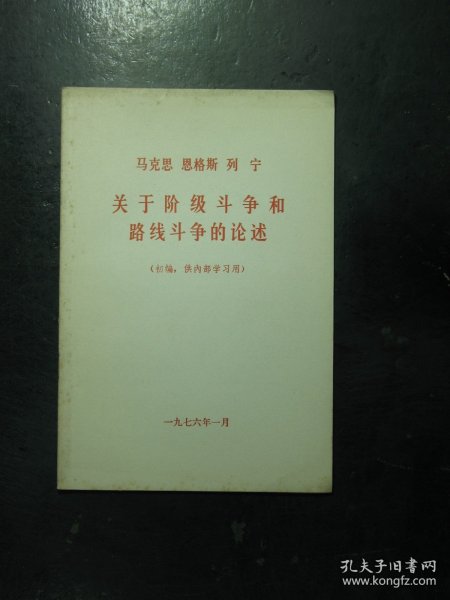 马克思 恩格斯 列宁
关于阶级斗争和
路线斗争的论述
(初编，供内部学习用)
一九七六年一月
孔夫子旧书网
www.kongfz.com